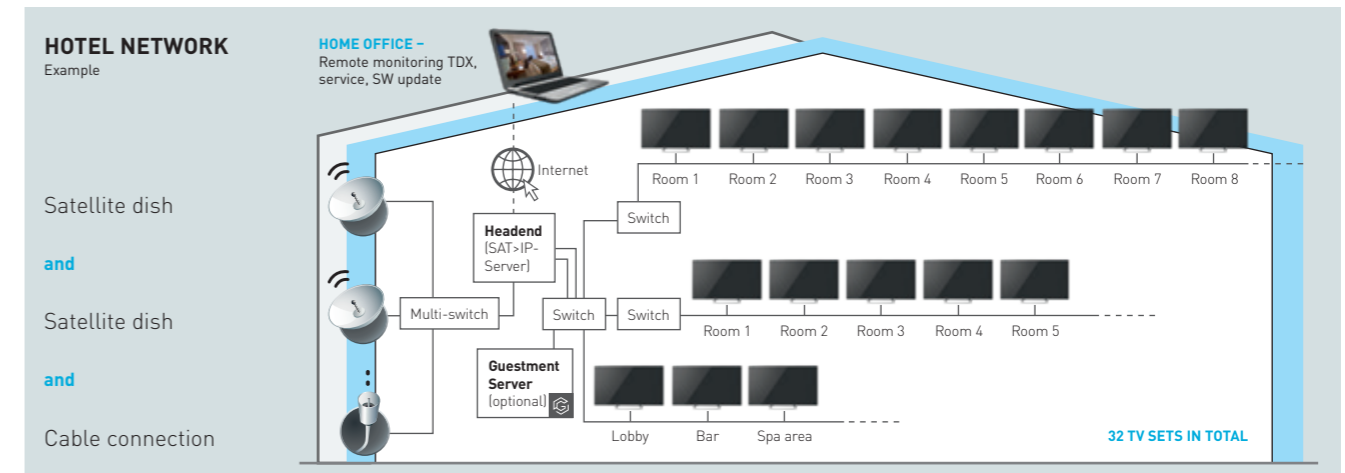 HOTEL NETWORK
Example
HOME OFFICE –
Remote monitoring TDX,
service, SW update
Internet
Room 1 Room 2 Room 3 Room 4 Room 5 Room 6 Room 7 Room 8
Satellite dish
Switch
Headend
(SAT>IP-
Server)
and
Satellite dish
Multi-switch
Switch
Switch
Room 1 Room 2 Room 3 Room 4 Room 5
and
Guestment
Server
(optional)
G
Cable connection
Lobby Bar Spa area
32 TV SETS IN TOTAL